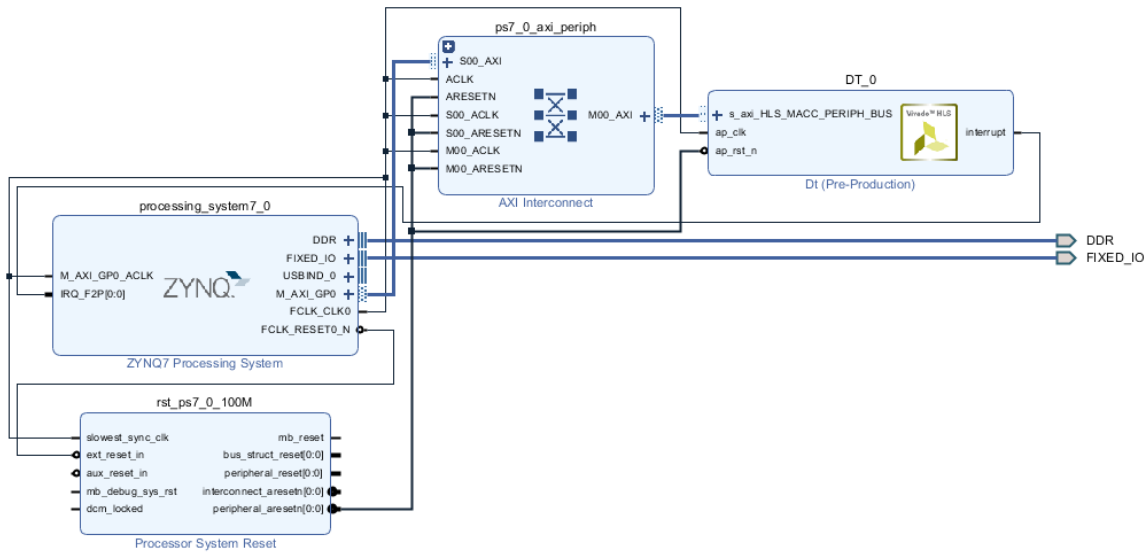 ps7_0_axi_periph
S00_AXI
ACLK
ARESETN
S00_ACLK
S00_ARESETN
M00_ACLK
M00_ARESETN
M00_AXI
AXI Interconnect
DT_0
s_axi_HLS_MACC_PERIPH_BUS
ap_clk
ap_rst_n
Vivado™ HLS
interrupt
Dt (Pre-Production)
processing_system7_0
M_AXI_GP0_ACLK
IRQ_F2P[0:0]
ZYNQ
DDR
FIXED_IO
USBIND_0
M_AXI_GP0
FCLK_CLK0
FCLK_RESET0_N
ZYNQ7 Processing System
DDR
FIXED_IO
rst_ps7_0_100M
slowest_sync_clk
ext_reset_in
aux_reset_in
mb_debug_sys_rst
dcm_locked
mb_reset
bus_struct_reset[0:0]
peripheral_reset[0:0]
interconnect_aresetn[0:0]
peripheral_aresetn[0:0]
Processor System Reset